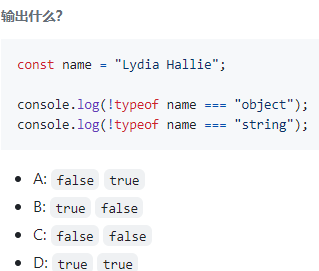 输出什么?
const name = "Lydia Hallie";
console.log(!typeof name === "object");
console.log(!typeof name === "string");
A: false true
B: true false
C: false false
D: true true